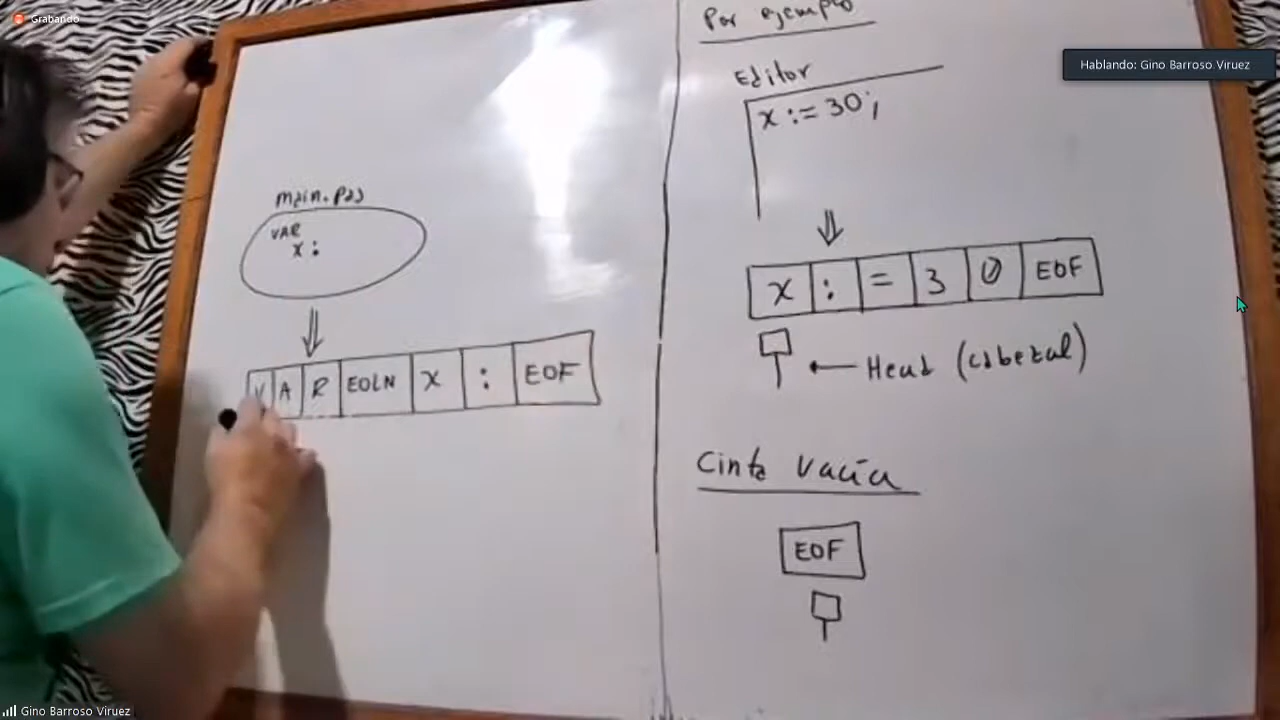 Grabando
Hablando: Gino Barroso Viruez
main.pas
VAR
x :
V A R EOLN X : EOF
Por ejemplo
Editor
x := 30;
X : = 3 0 EOF
Head (cabezal)
Cinta Vacía
EOF
Gino Barroso Viruez